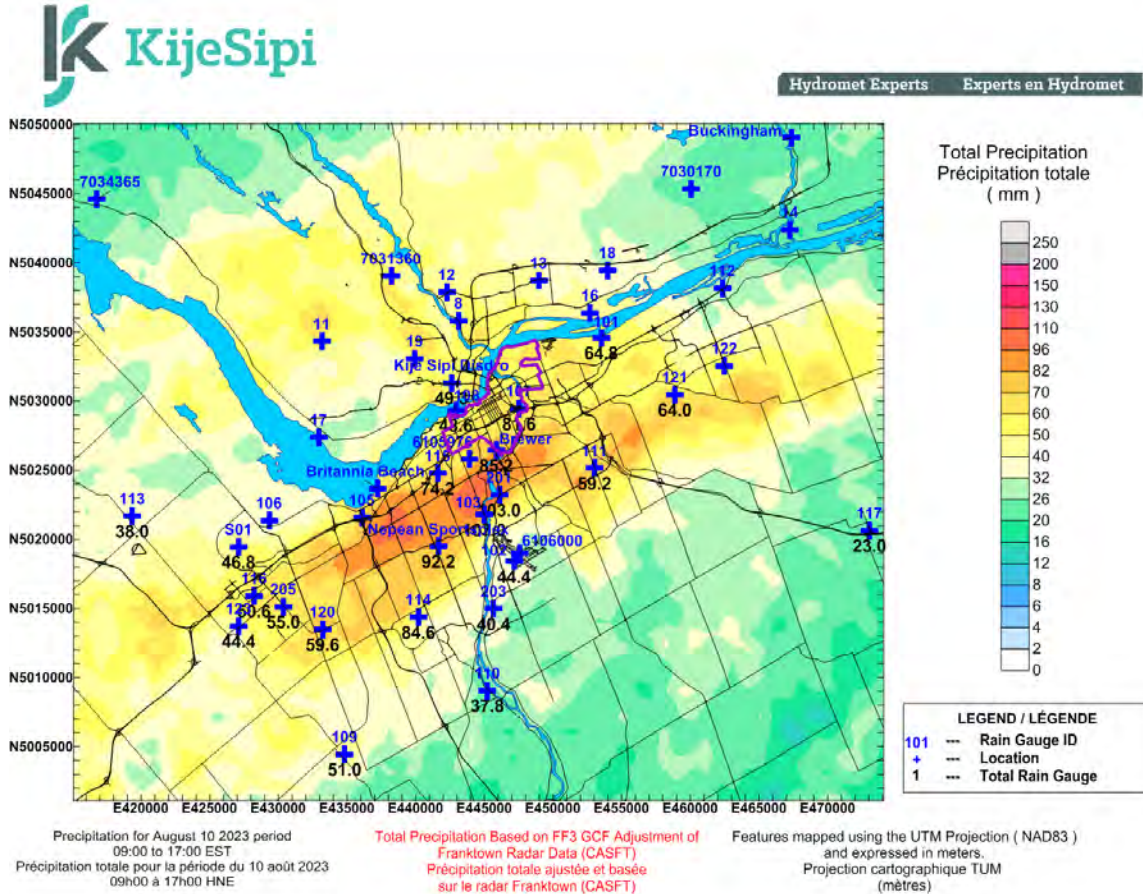 KijeSipi
Hydromet Experts Experts en Hydromet
N5050000
N5045000
N5040000
N5035000
N5030000
N5025000
N5020000
N5015000
N5010000
N5005000
E420000 E425000 E430000 E435000 E440000 E445000 E450000 E455000 E460000 E465000 E470000
Buckingham
7034365
7030170
14
7031360
12
13
18
112
8
16
11
101
64.8
19
Kije Sipi Disdro
122
121
64.0
81.6
17
Brewer
6105976
85.2
Britannia Beach
74.2
111
59.2
201
103.0
113
38.0
106
105
103
S01
46.8
Nepean Sportsplex
92.2
6106000
44.4
117
23.0
116
50.6
205
55.0
44.4
120
59.6
114
84.6
203
40.4
110
37.8
109
51.0
Total Precipitation
Précipitation totale
( mm )
250
200
150
130
110
96
82
70
60
50
40
32
26
20
16
12
8
6
4
2
0
LEGEND / LÉGENDE
101 --- Rain Gauge ID
+ --- Location
1 --- Total Rain Gauge
Precipitation for August 10 2023 period
09:00 to 17:00 EST
Précipitation totale pour la période du 10 août 2023
09h00 à 17h00 HNE
Total Precipitation Based on FF3 GCF Adjustment of
Franktown Radar Data (CASFT)
Précipitation totale ajustée et basée
sur le radar Franktown (CASFT)
Features mapped using the UTM Projection ( NAD83 )
and expressed in meters.
Projection cartographique TUM
(mètres)